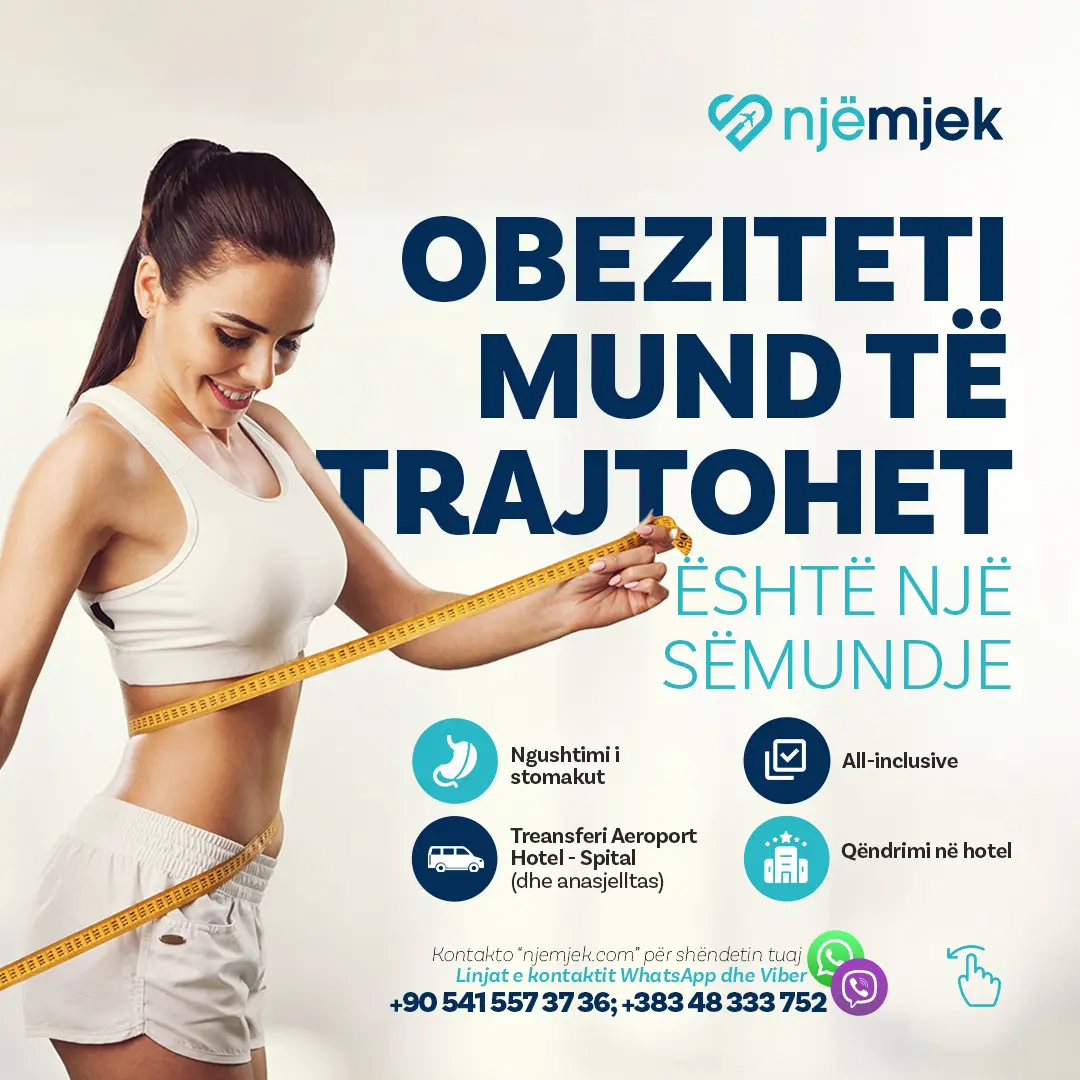 njëmjek
OBEZITETI
MUND TË
TRAJTOHET
ËSHTË NJË
SËMUNDJE
Ngushtimi i
stomakut
All-inclusive
Treansferi Aeroport
Hotel - Spital
(dhe anasjelltas)
Qëndrimi në hotel
Kontakto "njemjek.com" për shëndetin tuaj
Linjat e kontaktit WhatsApp dhe Viber
+90 541 557 37 36; +383 48 333 752